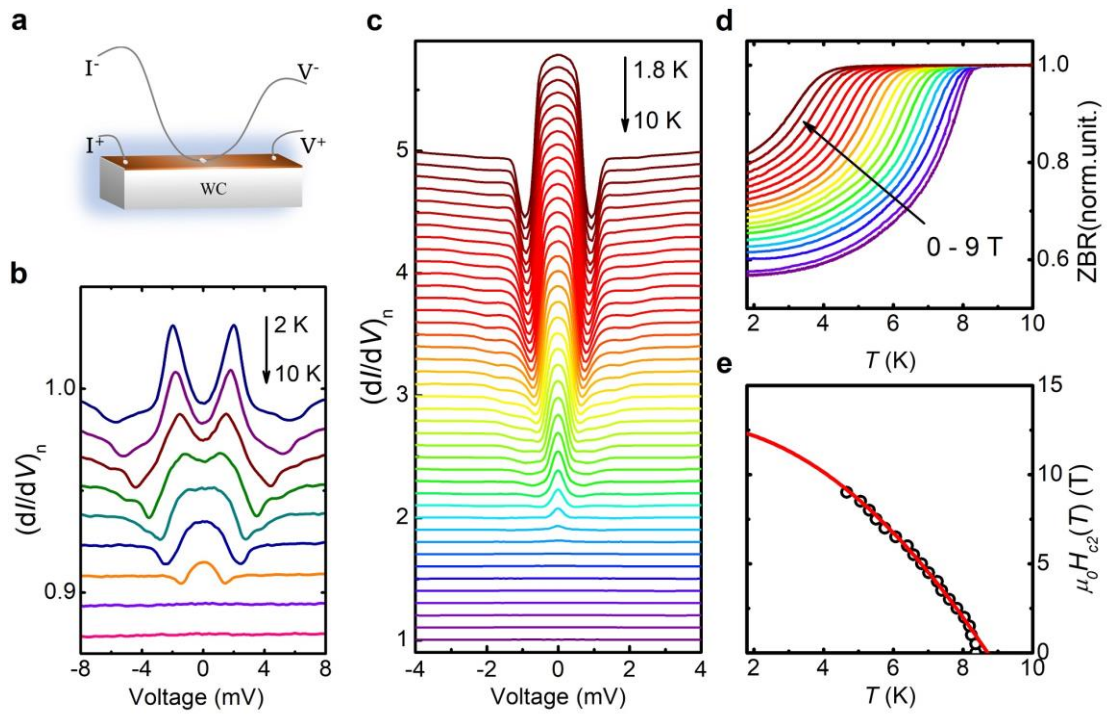 a
I⁻
V⁻
I⁺
V⁺
WC
b
2 K
10 K
1.0
0.9
(dI/dV)ₙ
-8 -4 0 4 8
Voltage (mV)
c
1.8 K
10 K
5
4
3
2
1
(dI/dV)ₙ
-4 -2 0 2 4
Voltage (mV)
d
1.0
0.8
0.6
ZBR(norm.unit.)
0 - 9 T
2 4 6 8 10
T (K)
e
15
10
5
0
μ₀H_c2(T) (T)
2 4 6 8 10
T (K)